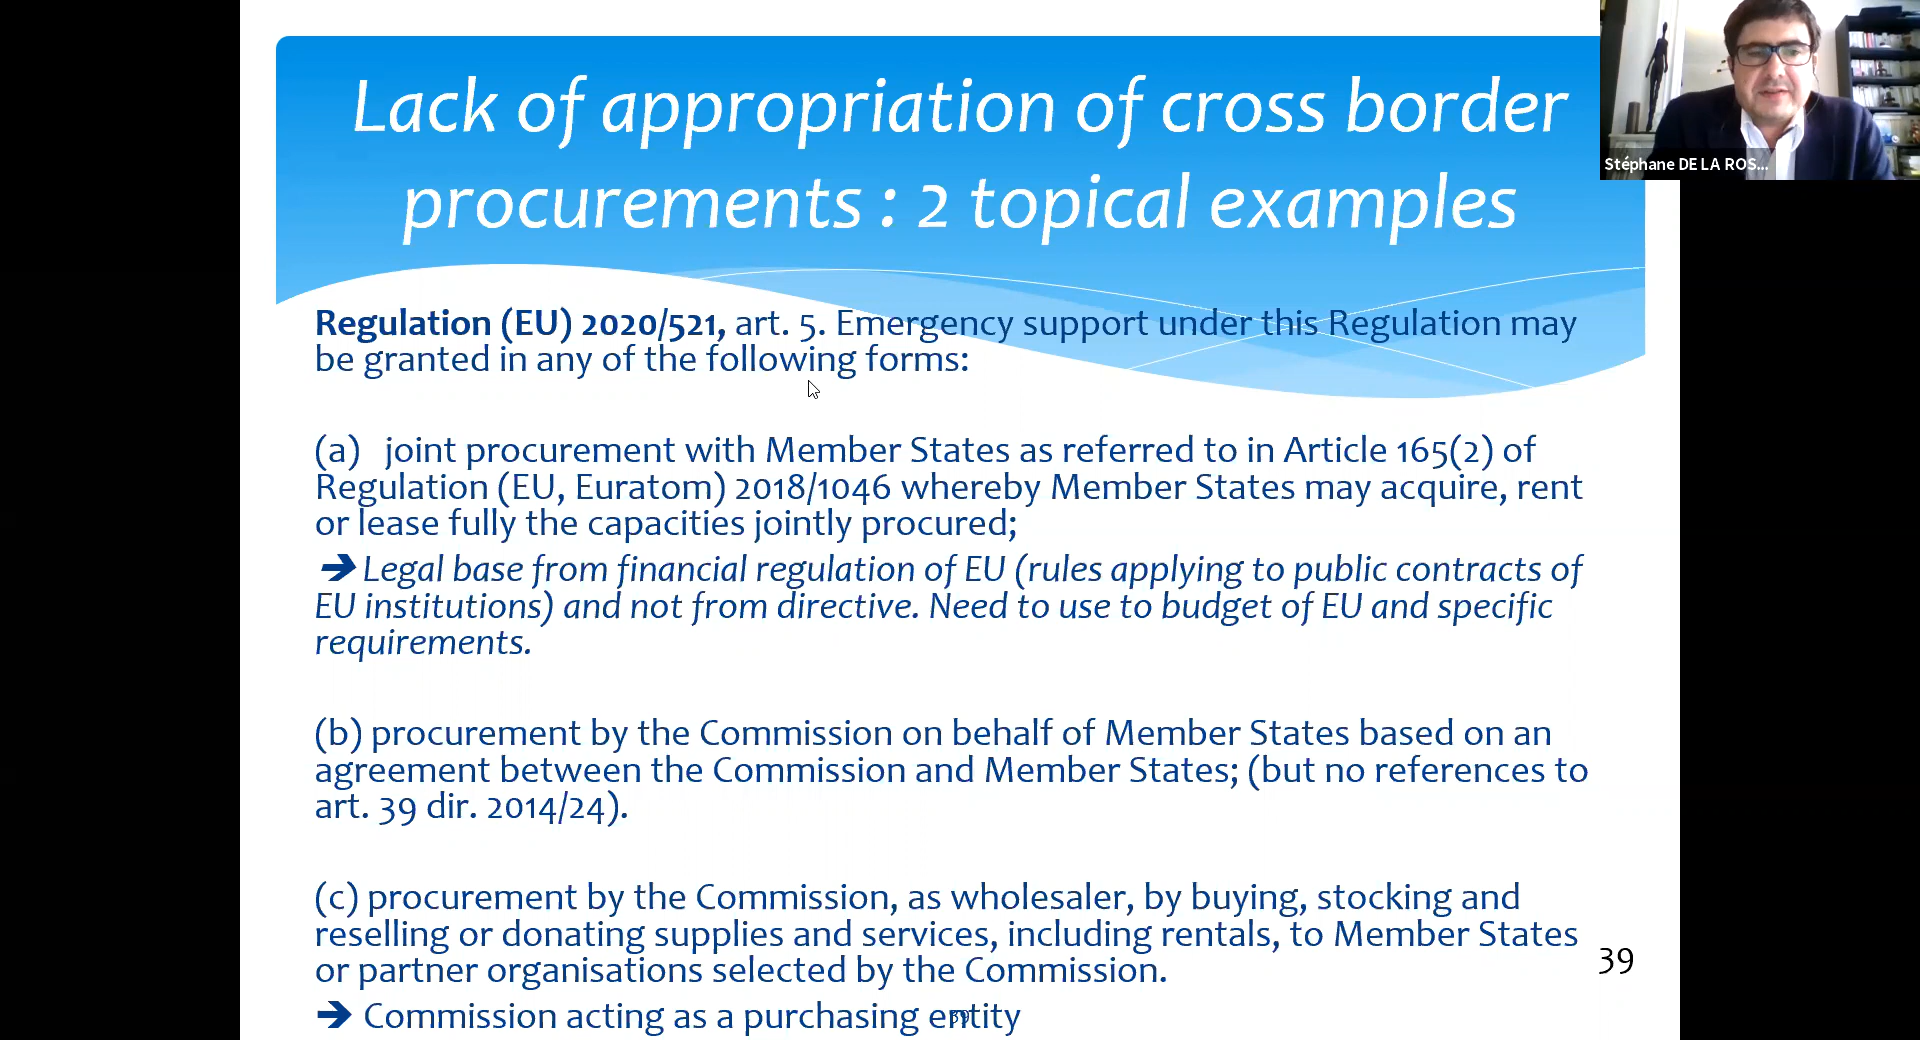 Lack of appropriation of cross border
procurements : 2 topical examples
Stéphane DE LA ROS...
Regulation (EU) 2020/521, art. 5. Emergency support under this Regulation may
be granted in any of the following forms:
(a) joint procurement with Member States as referred to in Article 165(2) of
Regulation (EU, Euratom) 2018/1046 whereby Member States may acquire, rent
or lease fully the capacities jointly procured;
➔ Legal base from financial regulation of EU (rules applying to public contracts of
EU institutions) and not from directive. Need to use to budget of EU and specific
requirements.
(b) procurement by the Commission on behalf of Member States based on an
agreement between the Commission and Member States; (but no references to
art. 39 dir. 2014/24).
(c) procurement by the Commission, as wholesaler, by buying, stocking and
reselling or donating supplies and services, including rentals, to Member States
or partner organisations selected by the Commission.
39
➔ Commission acting as a purchasing entity
39